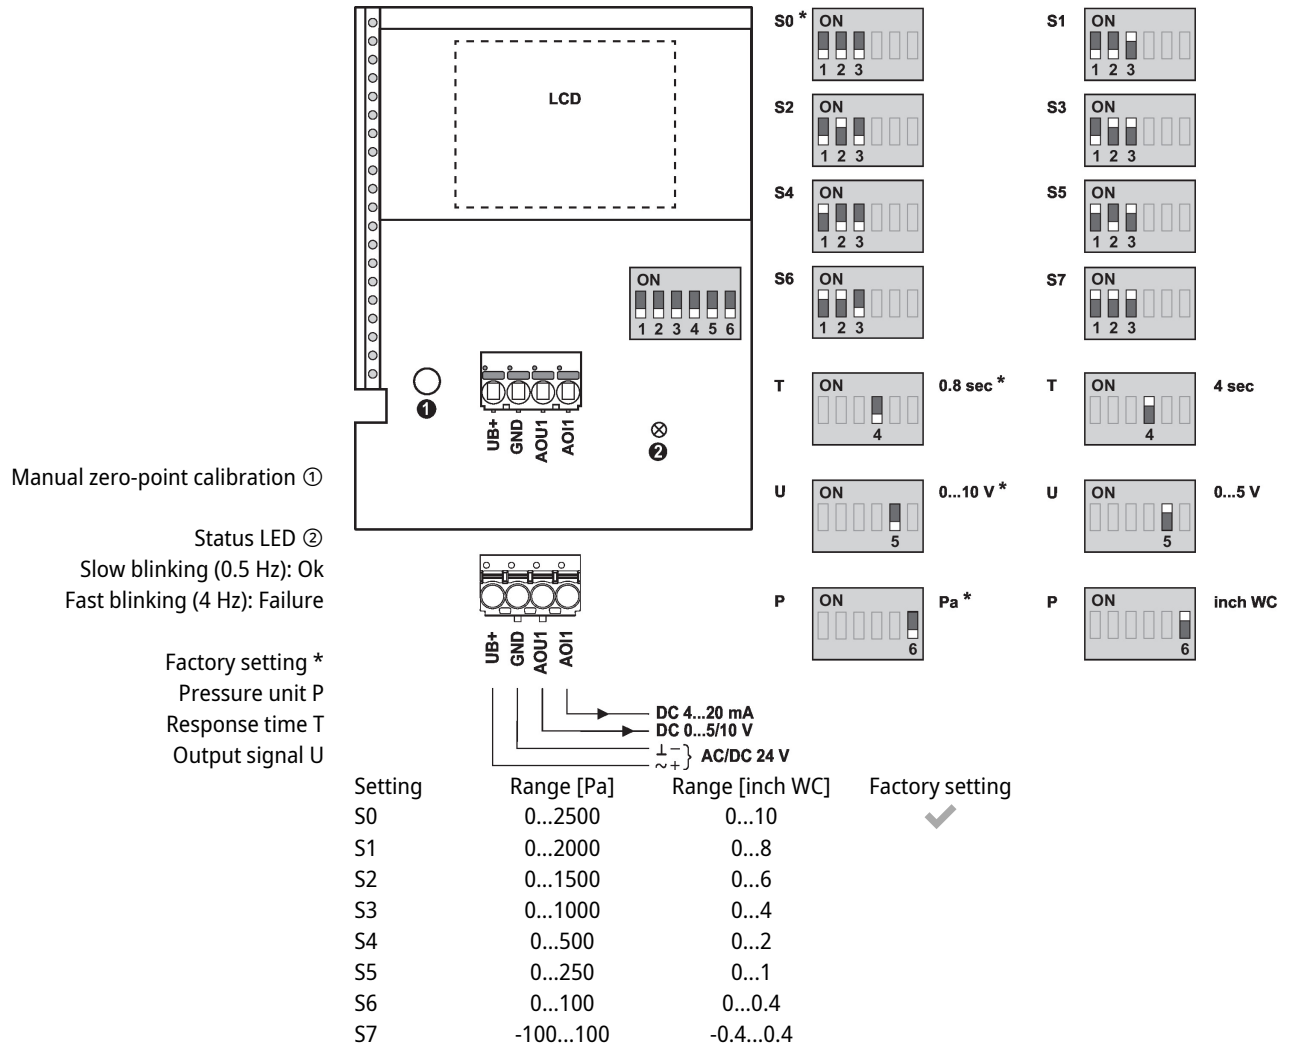 S0 * ON
1 2 3
S1 ON
1 2 3
LCD
S2 ON
1 2 3
S3 ON
1 2 3
S4 ON
1 2 3
S5 ON
1 2 3
S6 ON
1 2 3
S7 ON
1 2 3
ON
1 2 3 4 5 6
T ON 0.8 sec *
4
T ON 4 sec
4
❶
UB+ GND AOU1 AOI1
❷
Manual zero-point calibration ①
U ON 0...10 V *
5
U ON 0...5 V
5
Status LED ②
Slow blinking (0.5 Hz): Ok
Fast blinking (4 Hz): Failure
P ON Pa *
6
P ON inch WC
6
UB+ GND AOU1 AOI1
Factory setting *
Pressure unit P
Response time T
Output signal U
DC 4...20 mA
DC 0...5/10 V
⊥ −
~ + } AC/DC 24 V
Setting Range [Pa] Range [inch WC] Factory setting
S0 0...2500 0...10 ✔
S1 0...2000 0...8
S2 0...1500 0...6
S3 0...1000 0...4
S4 0...500 0...2
S5 0...250 0...1
S6 0...100 0...0.4
S7 -100...100 -0.4...0.4